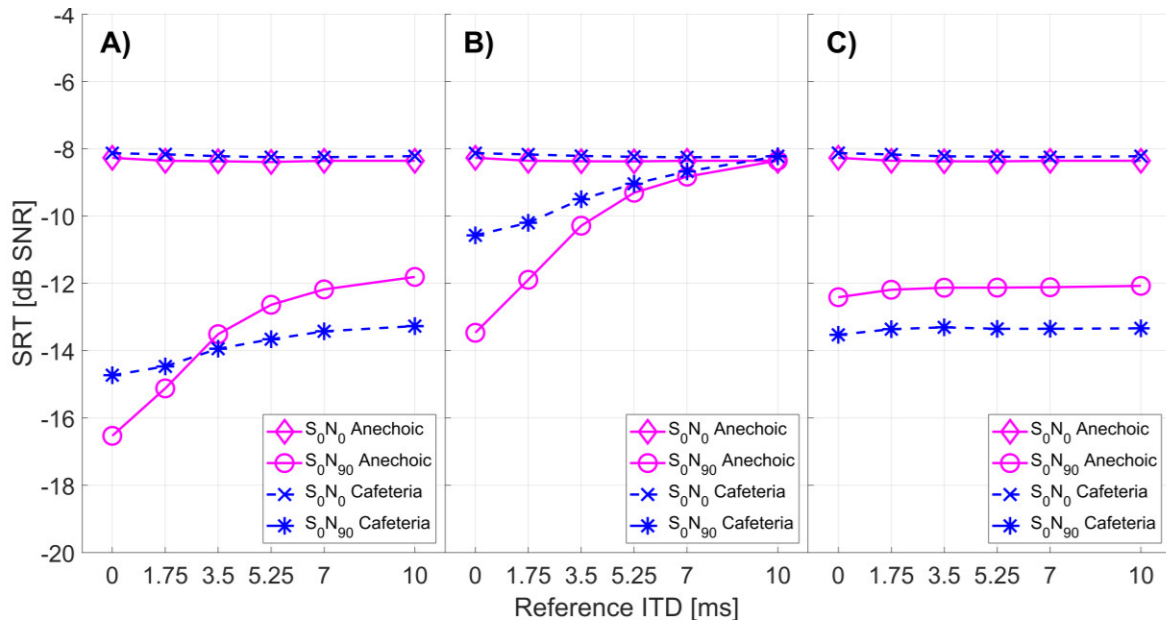 A)
B)
C)
SRT [dB SNR]
-4
-6
-8
-10
-12
-14
-16
-18
-20
S0N0 Anechoic
S0N90 Anechoic
S0N0 Cafeteria
S0N90 Cafeteria
S0N0 Anechoic
S0N90 Anechoic
S0N0 Cafeteria
S0N90 Cafeteria
S0N0 Anechoic
S0N90 Anechoic
S0N0 Cafeteria
S0N90 Cafeteria
0 1.75 3.5 5.25 7 10
0 1.75 3.5 5.25 7 10
0 1.75 3.5 5.25 7 10
Reference ITD [ms]